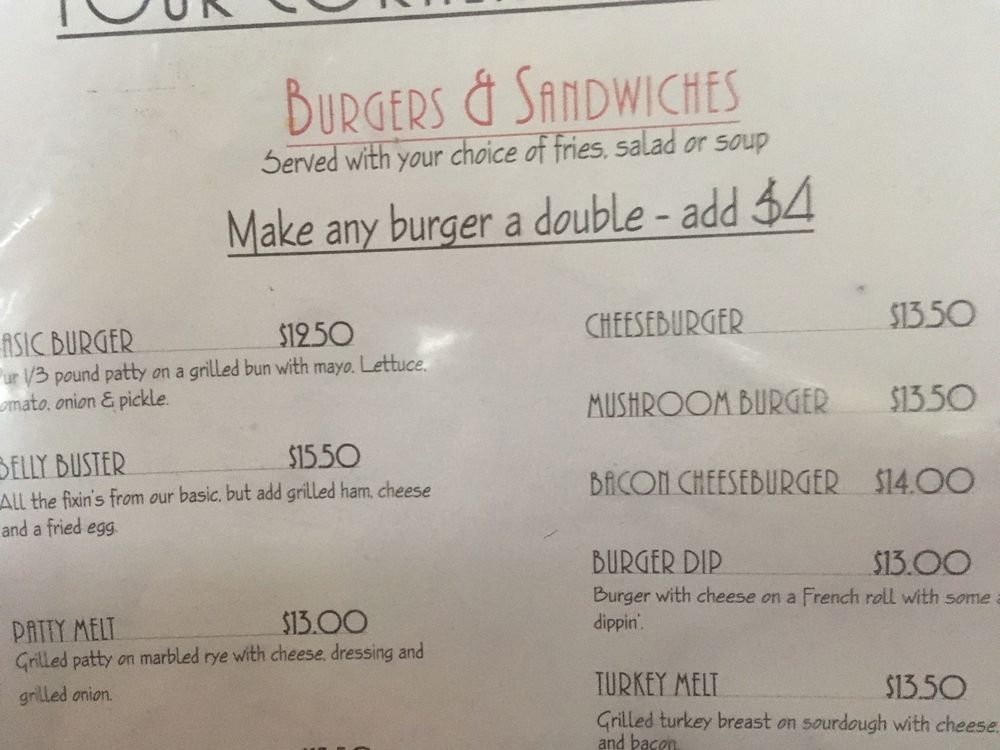 BURGERS & SANDWICHES
Served with your choice of fries, salad or soup
Make any burger a double - add $4
ASIC BURGER $12.50
ur 1/3 pound patty on a grilled bun with mayo. Lettuce,
omato, onion & pickle.
BELLY BUSTER $15.50
All the fixin's from our basic, but add grilled ham, cheese
and a fried egg.
PATTY MELT $13.00
Grilled patty on marbled rye with cheese, dressing and
grilled onion.
CHEESEBURGER $13.50
MUSHROOM BURGER $13.50
BACON CHEESEBURGER $14.00
BURGER DIP $13.00
Burger with cheese on a French roll with some
dippin'.
TURKEY MELT $13.50
Grilled turkey breast on sourdough with cheese
and bacon.